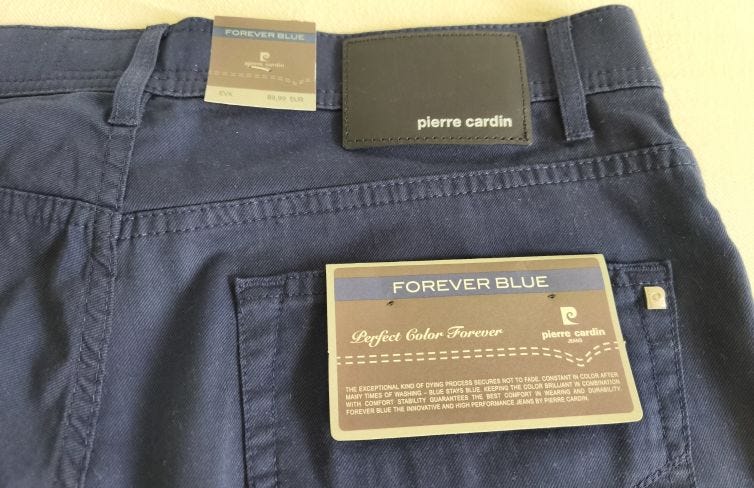 FOREVER BLUE
pierre cardin
EVK 89,99 EUR
pierre cardin
FOREVER BLUE
Perfect Color Forever
pierre cardin
JEANS
THE EXCEPTIONAL KIND OF DYING PROCESS SECURES NOT TO FADE. CONSTANT IN COLOR AFTER
MANY TIMES OF WASHING – BLUE STAYS BLUE. KEEPING THE COLOR BRILLIANT IN COMBINATION
WITH COMFORT STABILITY GUARANTEES THE BEST COMFORT IN WEARING AND DURABILITY.
FOREVER BLUE THE INNOVATIVE AND HIGH PERFORMANCE JEANS BY PIERRE CARDIN.